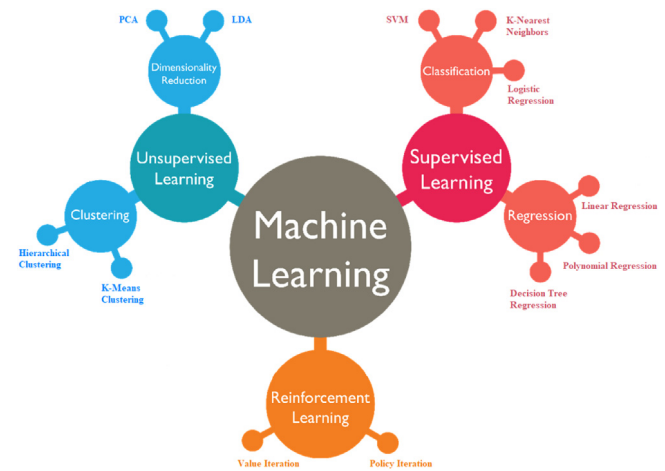 PCA
LDA
Dimensionality
Reduction
Unsupervised
Learning
Clustering
Hierarchical
Clustering
K-Means
Clustering
SVM
K-Nearest
Neighbors
Classification
Logistic
Regression
Supervised
Learning
Regression
Linear Regression
Polynomial Regression
Decision Tree
Regression
Machine
Learning
Reinforcement
Learning
Value Iteration
Policy Iteration